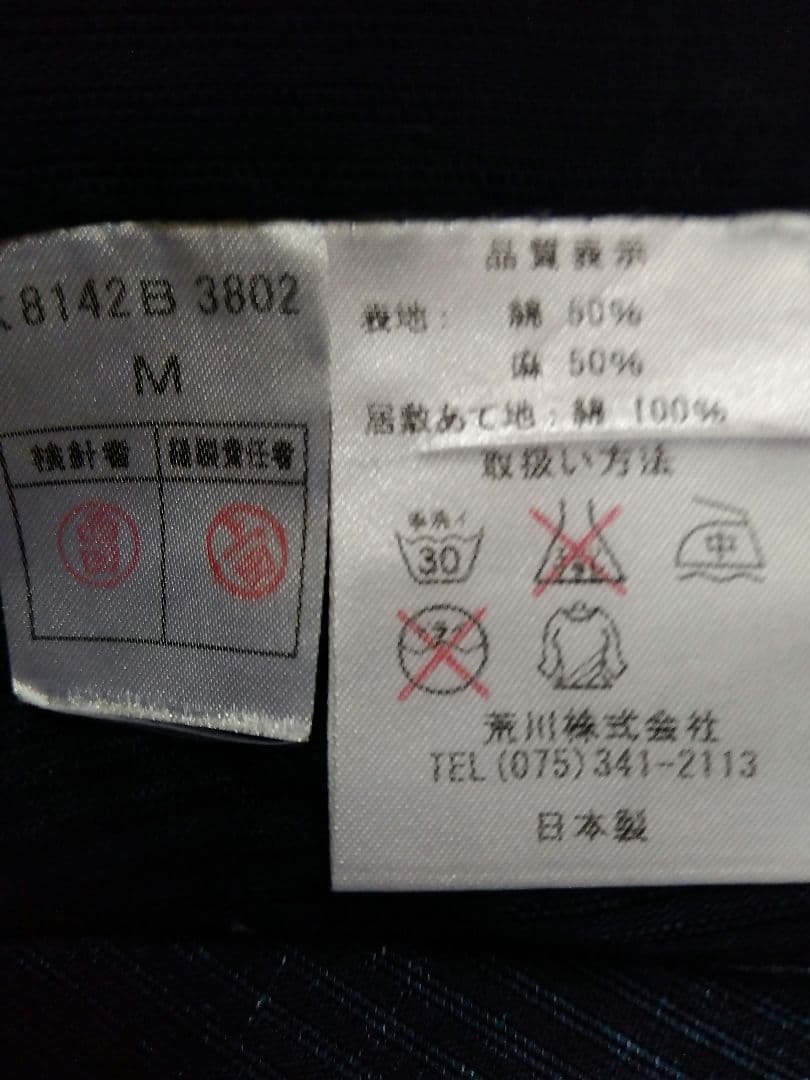 8142B 3802
M
検針者 縫製責任者
品質表示
表地： 綿 50%
麻 50%
居敷あて地：綿 100%
取扱い方法
手洗イ
30
中
荒川株式会社
TEL(075)341-2113
日本製